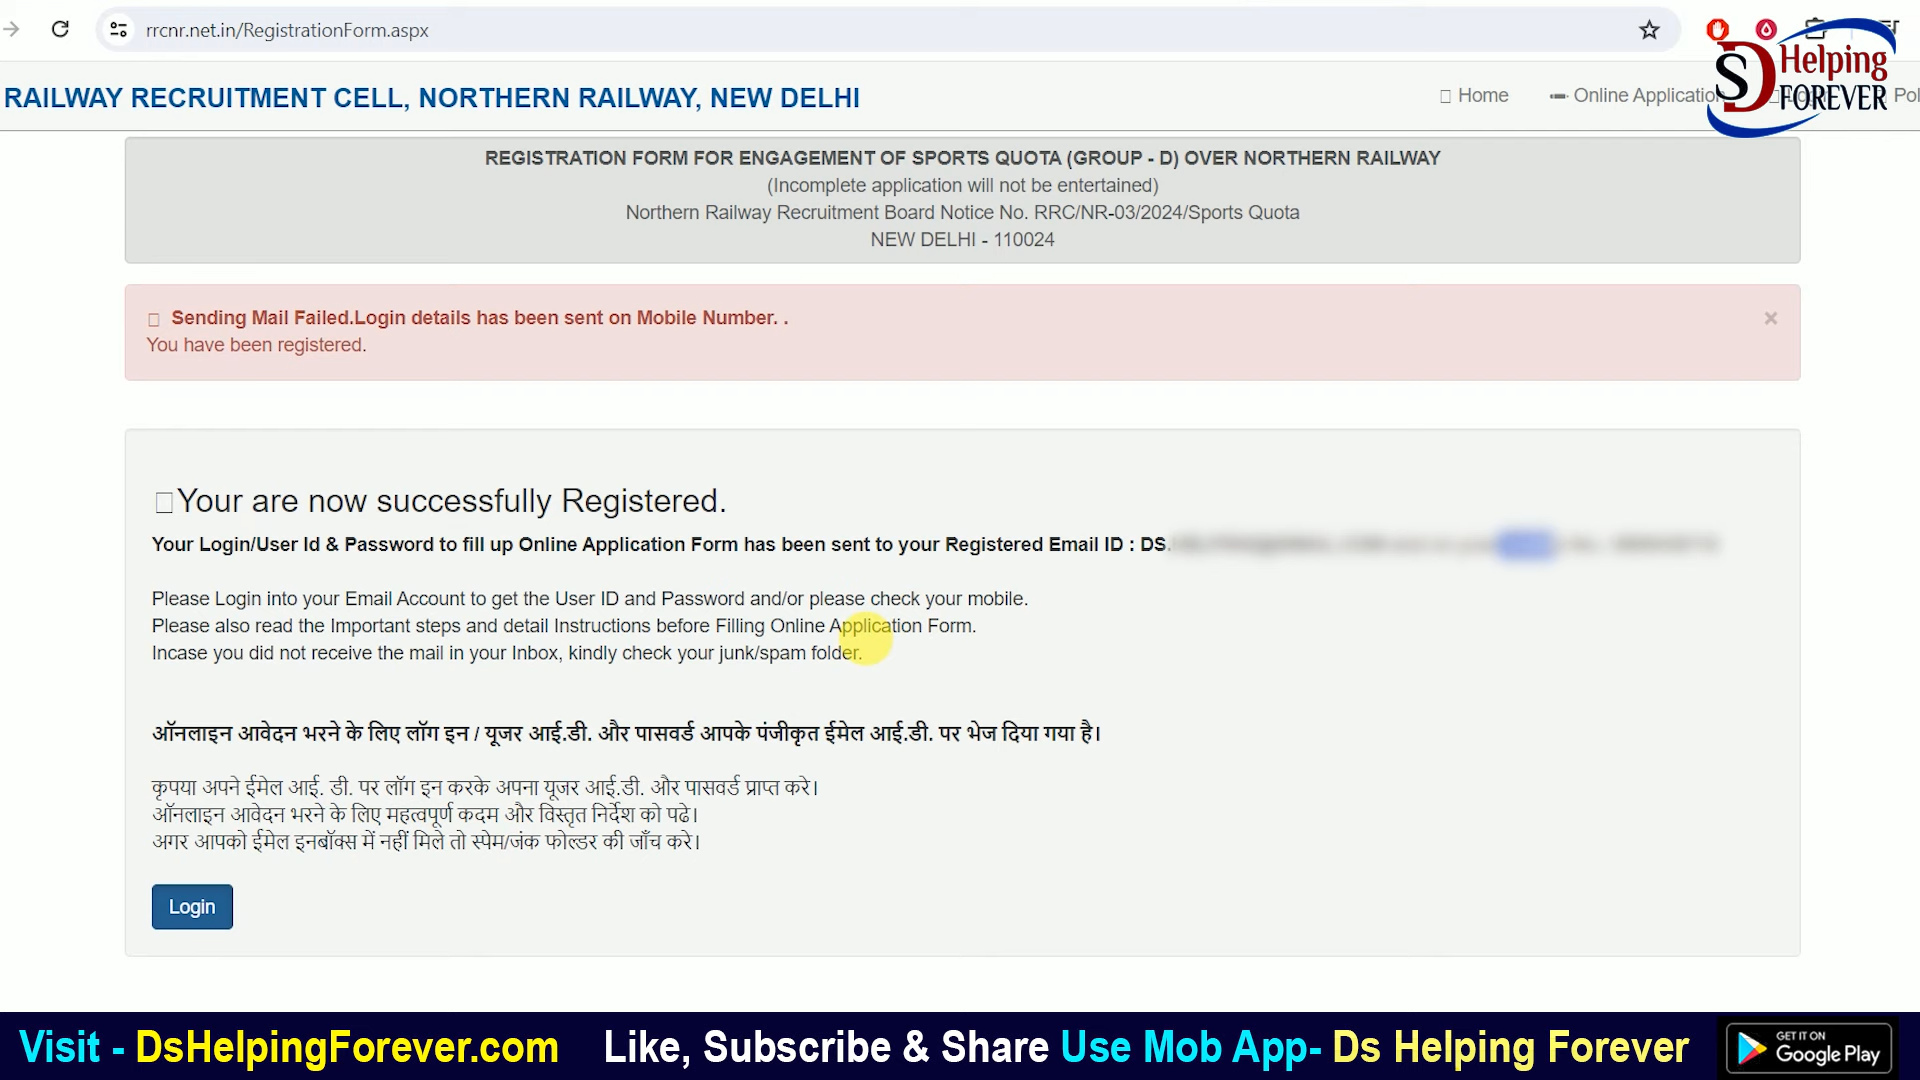 rrcnr.net.in/RegistrationForm.aspx
RAILWAY RECRUITMENT CELL, NORTHERN RAILWAY, NEW DELHI
Home
Online Application
Pol
SD Helping FOREVER
REGISTRATION FORM FOR ENGAGEMENT OF SPORTS QUOTA (GROUP - D) OVER NORTHERN RAILWAY
(Incomplete application will not be entertained)
Northern Railway Recruitment Board Notice No. RRC/NR-03/2024/Sports Quota
NEW DELHI - 110024
Sending Mail Failed.Login details has been sent on Mobile Number. .
×
You have been registered.
Your are now successfully Registered.
Your Login/User Id & Password to fill up Online Application Form has been sent to your Registered Email ID : DS.
Please Login into your Email Account to get the User ID and Password and/or please check your mobile.
Please also read the Important steps and detail Instructions before Filling Online Application Form.
Incase you did not receive the mail in your Inbox, kindly check your junk/spam folder.
ऑनलाइन आवेदन भरने के लिए लॉग इन / यूजर आई.डी. और पासवर्ड आपके पंजीकृत ईमेल आई.डी. पर भेज दिया गया है।
कृपया अपने ईमेल आई. डी. पर लॉग इन करके अपना यूजर आई.डी. और पासवर्ड प्राप्त करे।
ऑनलाइन आवेदन भरने के लिए महत्वपूर्ण कदम और विस्तृत निर्देश को पढे।
अगर आपको ईमेल इनबॉक्स में नहीं मिले तो स्पेम/जंक फोल्डर की जाँच करे।
Login
Visit - DsHelpingForever.com Like, Subscribe & Share Use Mob App- Ds Helping Forever
GET IT ON
Google Play